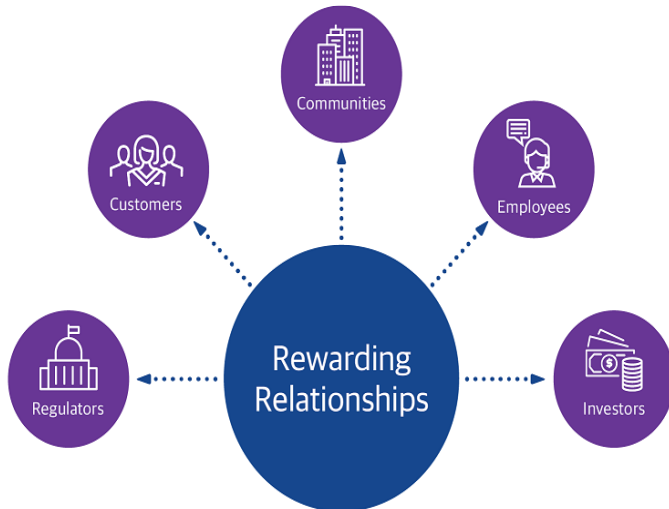 Communities
Customers
Employees
Rewarding
Relationships
Regulators
Investors